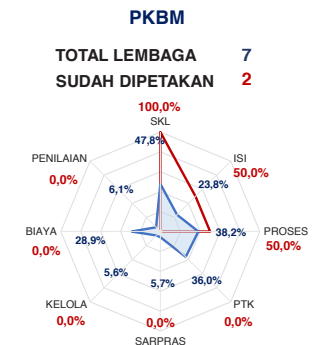 PKBM
TOTAL LEMBAGA 7
SUDAH DIPETAKAN 2
100,0%
SKL
47,8%
PENILAIAN
0,0%
ISI
50,0%
6,1%
23,8%
BIAYA
0,0%
28,9%
38,2%
PROSES
50,0%
5,6%
5,7%
36,0%
KELOLA
0,0%
0,0%
SARPRAS
PTK
0,0%